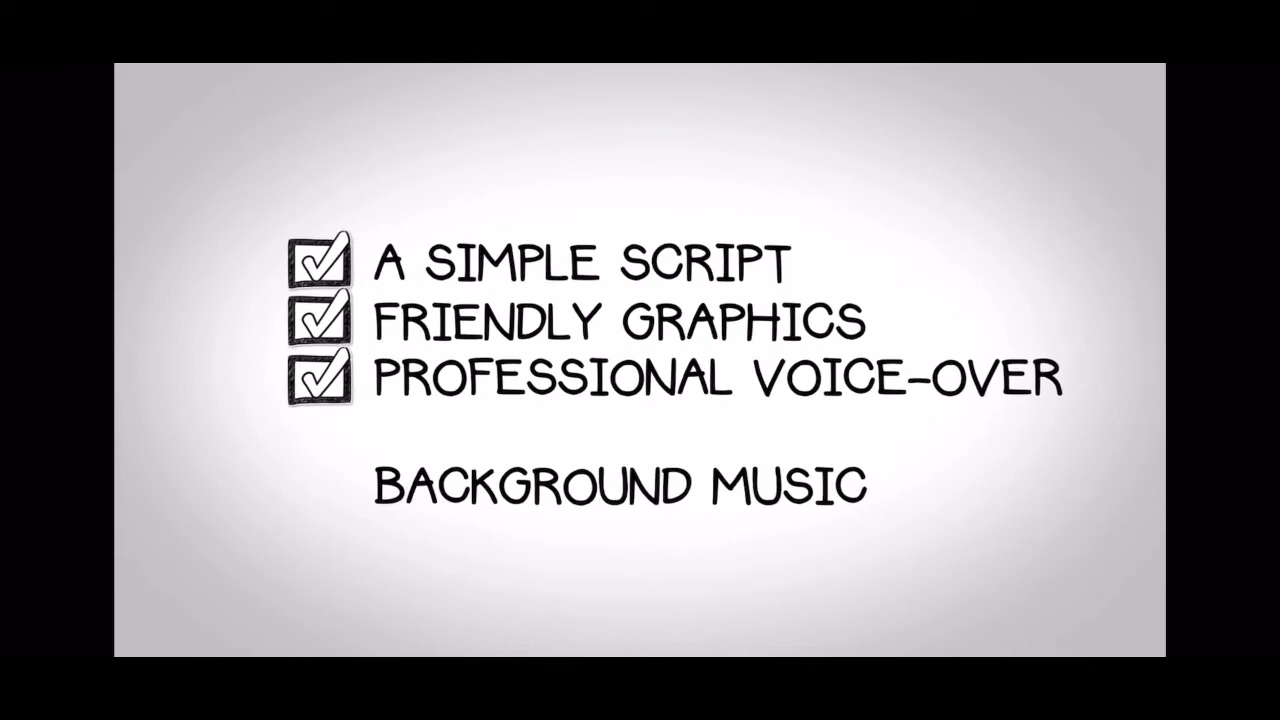 A SIMPLE SCRIPT
FRIENDLY GRAPHICS
PROFESSIONAL VOICE-OVER
BACKGROUND MUSIC